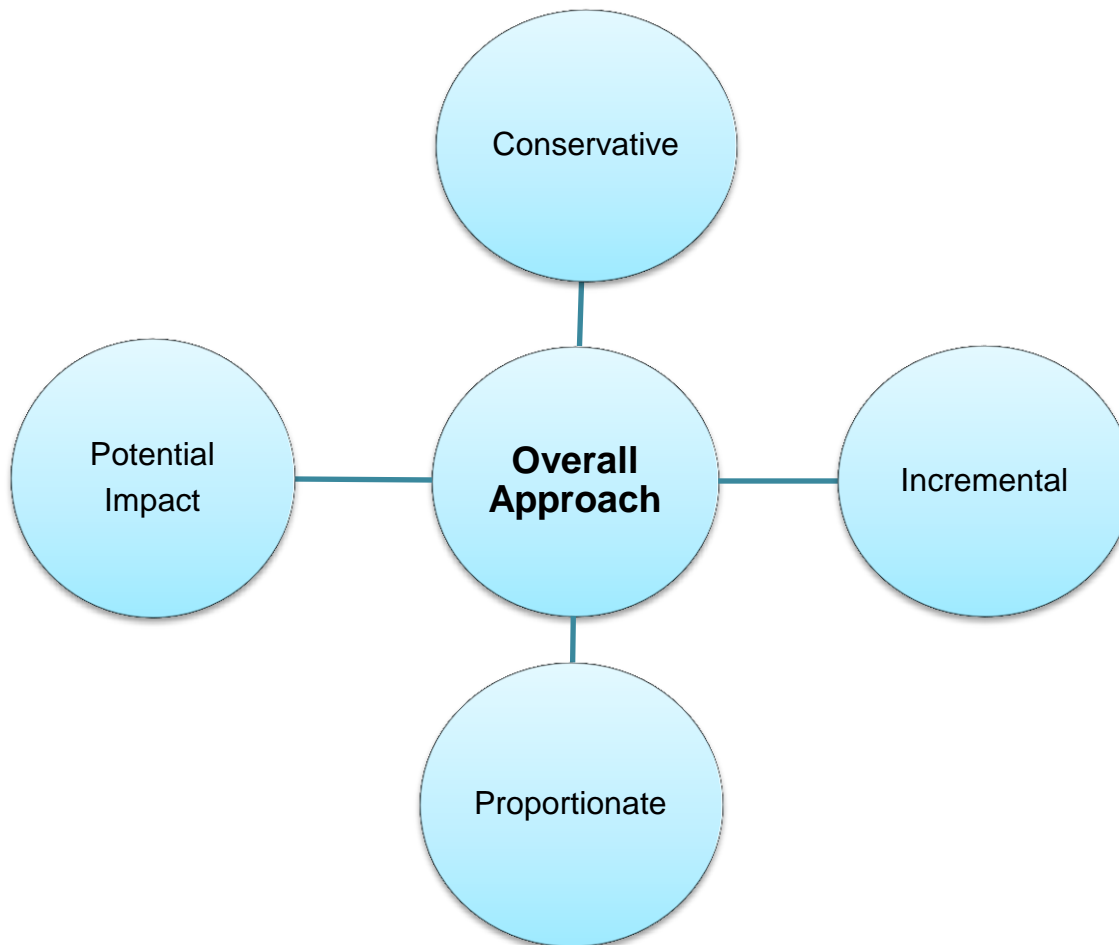 Conservative
Potential
Impact
Overall
Approach
Incremental
Proportionate